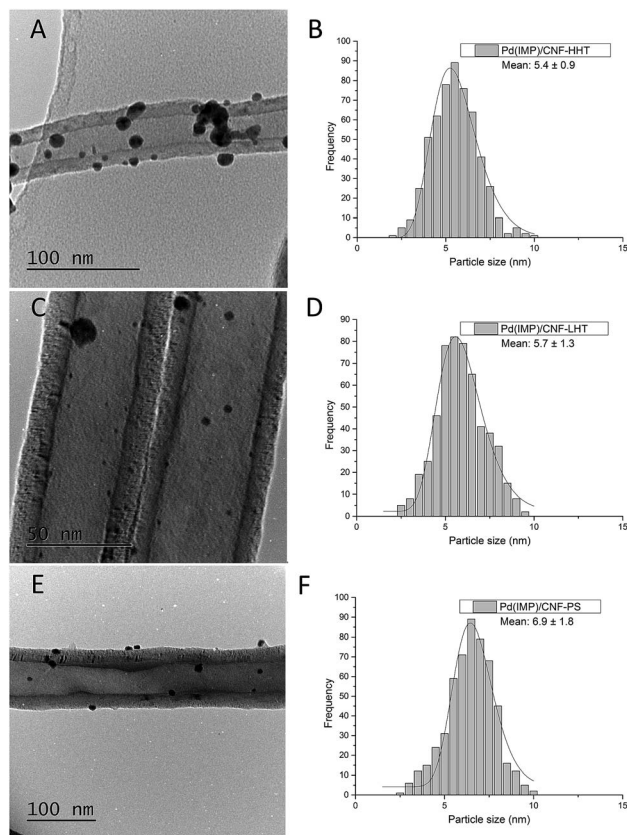 A
100 nm
B
Pd(IMP)/CNF-HHT
Mean: 5.4 ± 0.9
100
90
80
70
60
50
40
30
20
10
0
Frequency
0 5 10 15
Particle size (nm)
C
50 nm
D
Pd(IMP)/CNF-LHT
Mean: 5.7 ± 1.3
90
80
70
60
50
40
30
20
10
0
Frequency
0 5 10 15
Particle size (nm)
E
100 nm
F
Pd(IMP)/CNF-PS
Mean: 6.9 ± 1.8
100
90
80
70
60
50
40
30
20
10
0
Frequency
0 5 10 15
Particle size (nm)